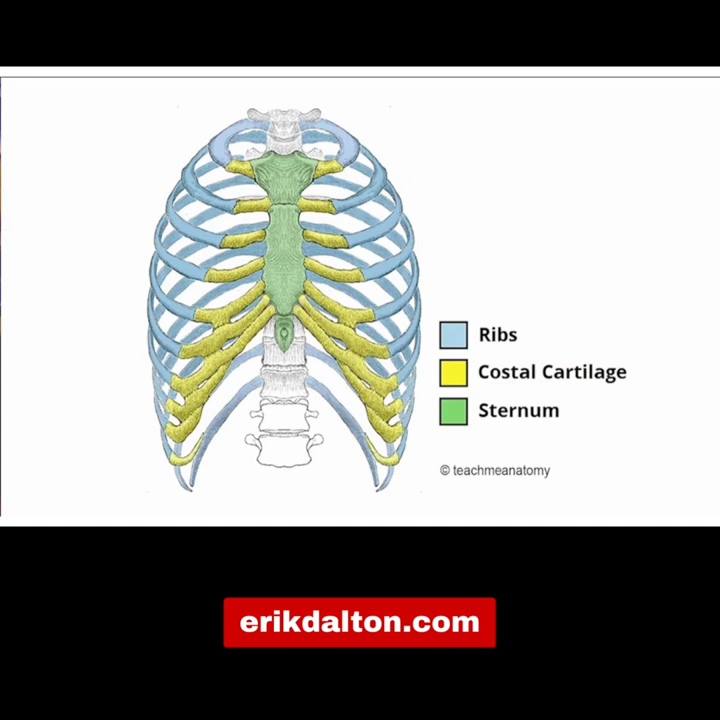 Ribs
Costal Cartilage
Sternum
© teachmeanatomy
erikdalton.com